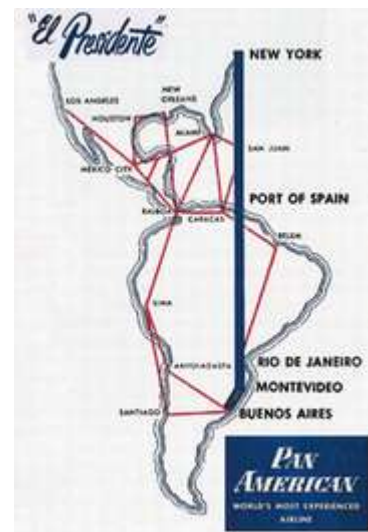 "El Presidente"
NEW YORK
LOS ANGELES
NEW
ORLEANS
HOUSTON
MIAMI
SAN JUAN
MEXICO CITY
BALBOA
CARACAS
PORT OF SPAIN
BELEM
LIMA
ANTOFAGASTA
RIO DE JANEIRO
MONTEVIDEO
SANTIAGO
BUENOS AIRES
PAN
AMERICAN
WORLD'S MOST EXPERIENCED
AIRLINE